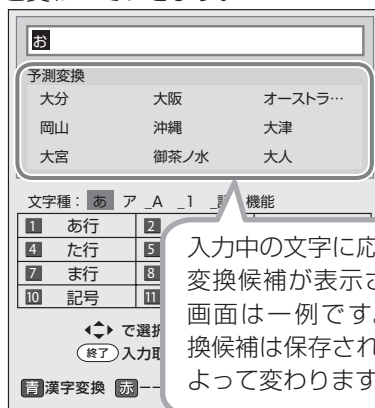 お
予測変換
大分 大阪 オーストラ…
岡山 沖縄 大津
大宮 御茶ノ水 大人
文字種： あ ア _A _1 _ 機能
1 あ行 2
4 た行 5
7 ま行 8
10 記号 11
で選択
終了 入力取
青 漢字変換 赤 --
入力中の文字に応
変換候補が表示さ
画面は一例です。
換候補は保存され
よって変わります